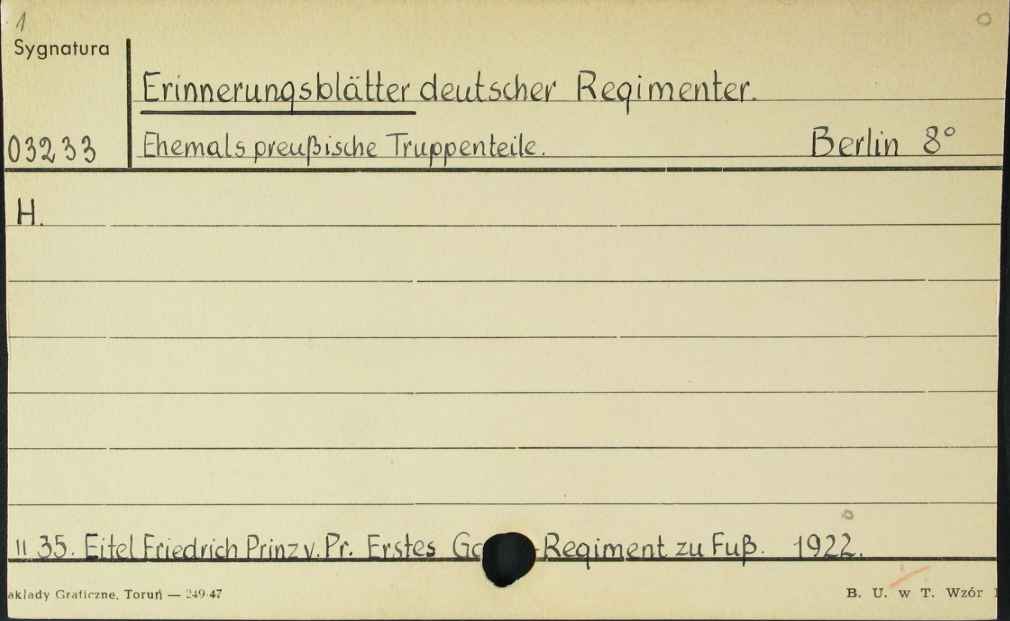 1
Sygnatura
Erinnerungsblätter deutscher Regimenter.
03233 Ehemals preußische Truppenteile. Berlin 8°
H.
" 35. Eitel Friedrich Prinz v. Pr. Erstes -Regiment zu Fuß. 1922.
akłady Graficzne, Toruń — 249/47 B. U. w T. Wzór